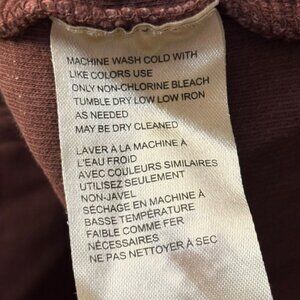 MACHINE WASH COLD WITH
LIKE COLORS USE
ONLY NON-CHLORINE BLEACH
TUMBLE DRY LOW LOW IRON
AS NEEDED
MAY BE DRY CLEANED
LAVER À LA MACHINE À
L'EAU FROID
AVEC COULEURS SIMILAIRES
UTILISEZ SEULEMENT
NON-JAVEL
SÉCHAGE EN MACHINE À
BASSE TEMPÉRATURE
FAIBLE COMME FER
NÉCESSAIRES
NE PAS NETTOYER À SEC